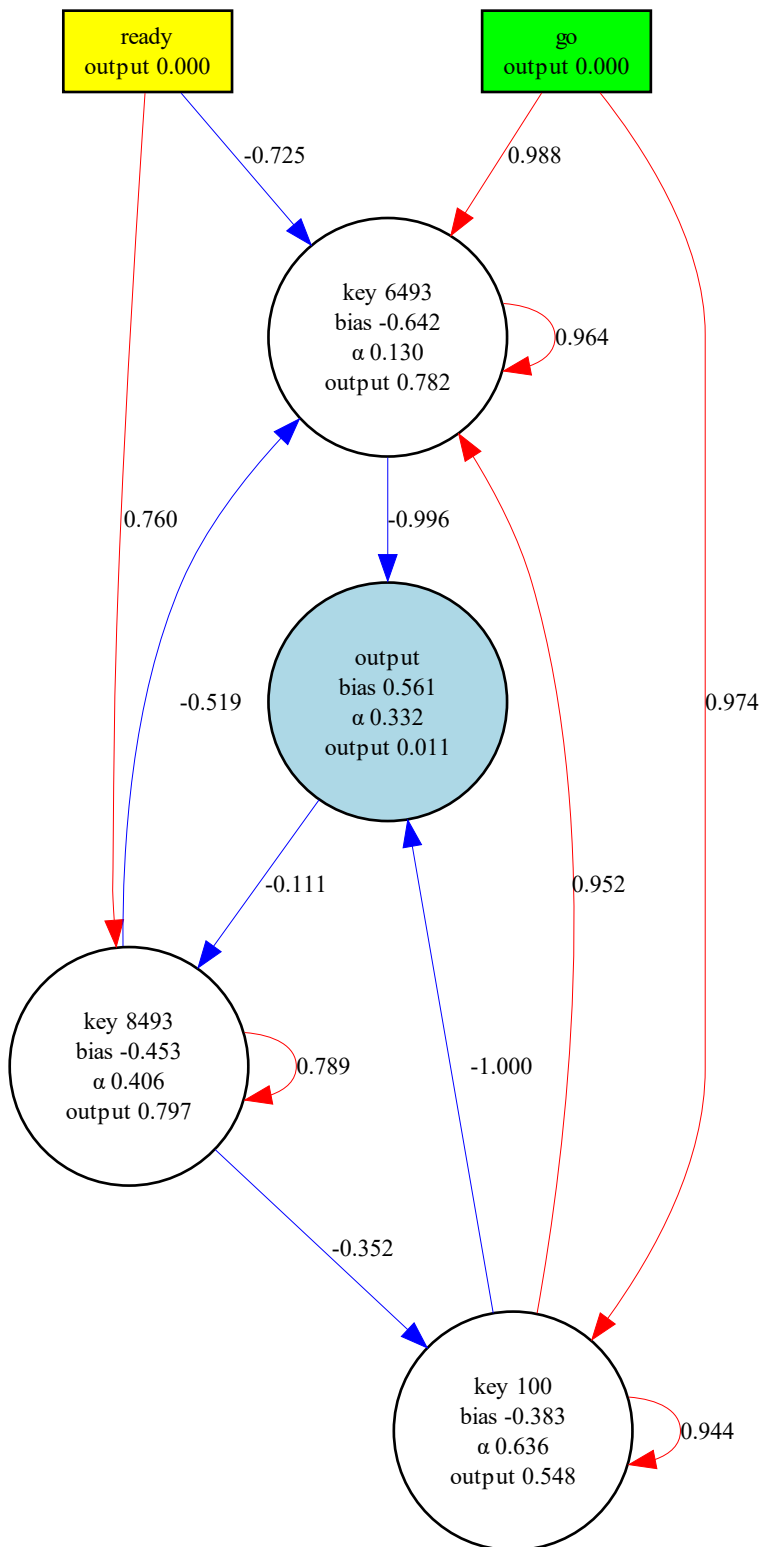 ready
output 0.000
go
output 0.000
-0.725
0.988
key 6493
bias -0.642
α 0.130
output 0.782
0.964
0.760
-0.996
-0.519
output
bias 0.561
α 0.332
output 0.011
0.974
-0.111
0.952
key 8493
bias -0.453
α 0.406
output 0.797
0.789
-1.000
-0.352
key 100
bias -0.383
α 0.636
output 0.548
0.944